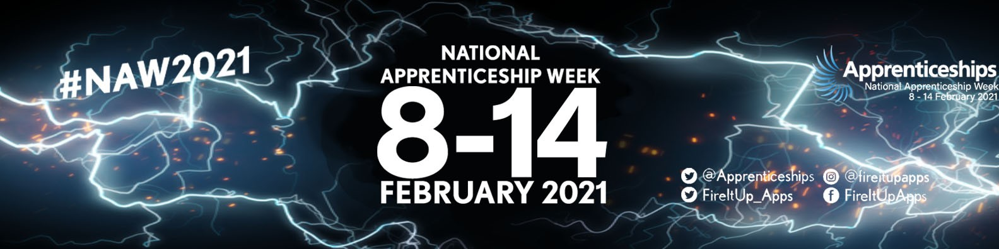 #NAW2021
NATIONAL
APPRENTICESHIP WEEK
8-14
FEBRUARY 2021
Apprenticeships
National Apprenticeship Week
8 - 14 February 2021
@Apprenticeships @fireitupapps
FireItUp_Apps FireItUpApps